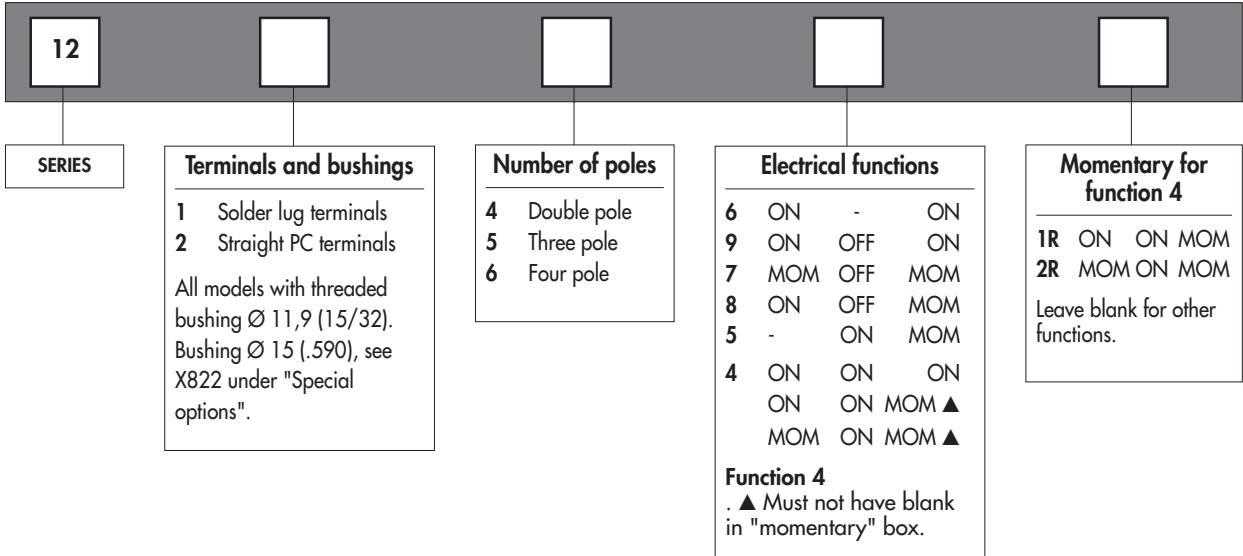 12
SERIES
Terminals and bushings
1 Solder lug terminals
2 Straight PC terminals
All models with threaded
bushing Ø 11,9 (15/32).
Bushing Ø 15 (.590), see
X822 under "Special
options".
Number of poles
4 Double pole
5 Three pole
6 Four pole
Electrical functions
6 ON - ON
9 ON OFF ON
7 MOM OFF MOM
8 ON OFF MOM
5 - ON MOM
4 ON ON ON
ON ON MOM ▲
MOM ON MOM ▲
Function 4
. ▲ Must not have blank
in "momentary" box.
Momentary for
function 4
1R ON ON MOM
2R MOM ON MOM
Leave blank for other
functions.